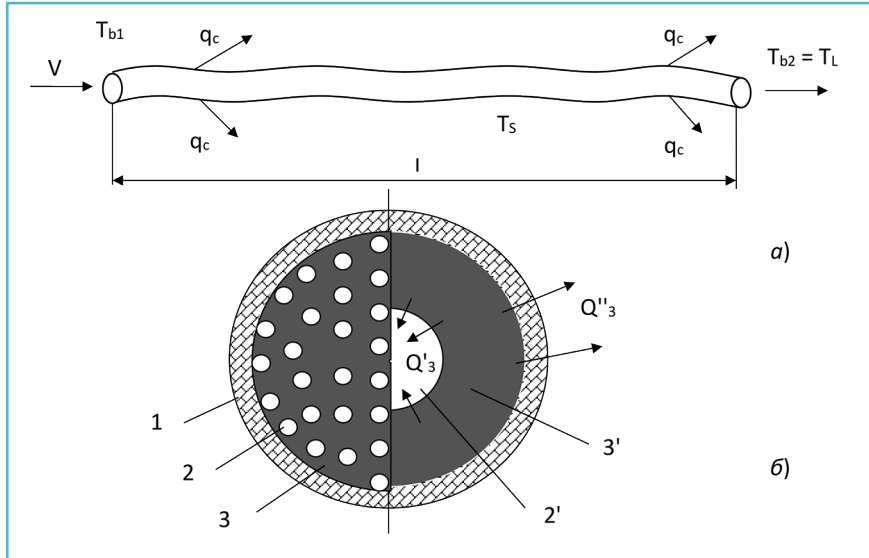 T_b1
q_c
q_c
V
T_b2 = T_L
q_c
T_S
q_c
l
а)
Q''_3
Q'_3
1
3'
2
б)
3
2'